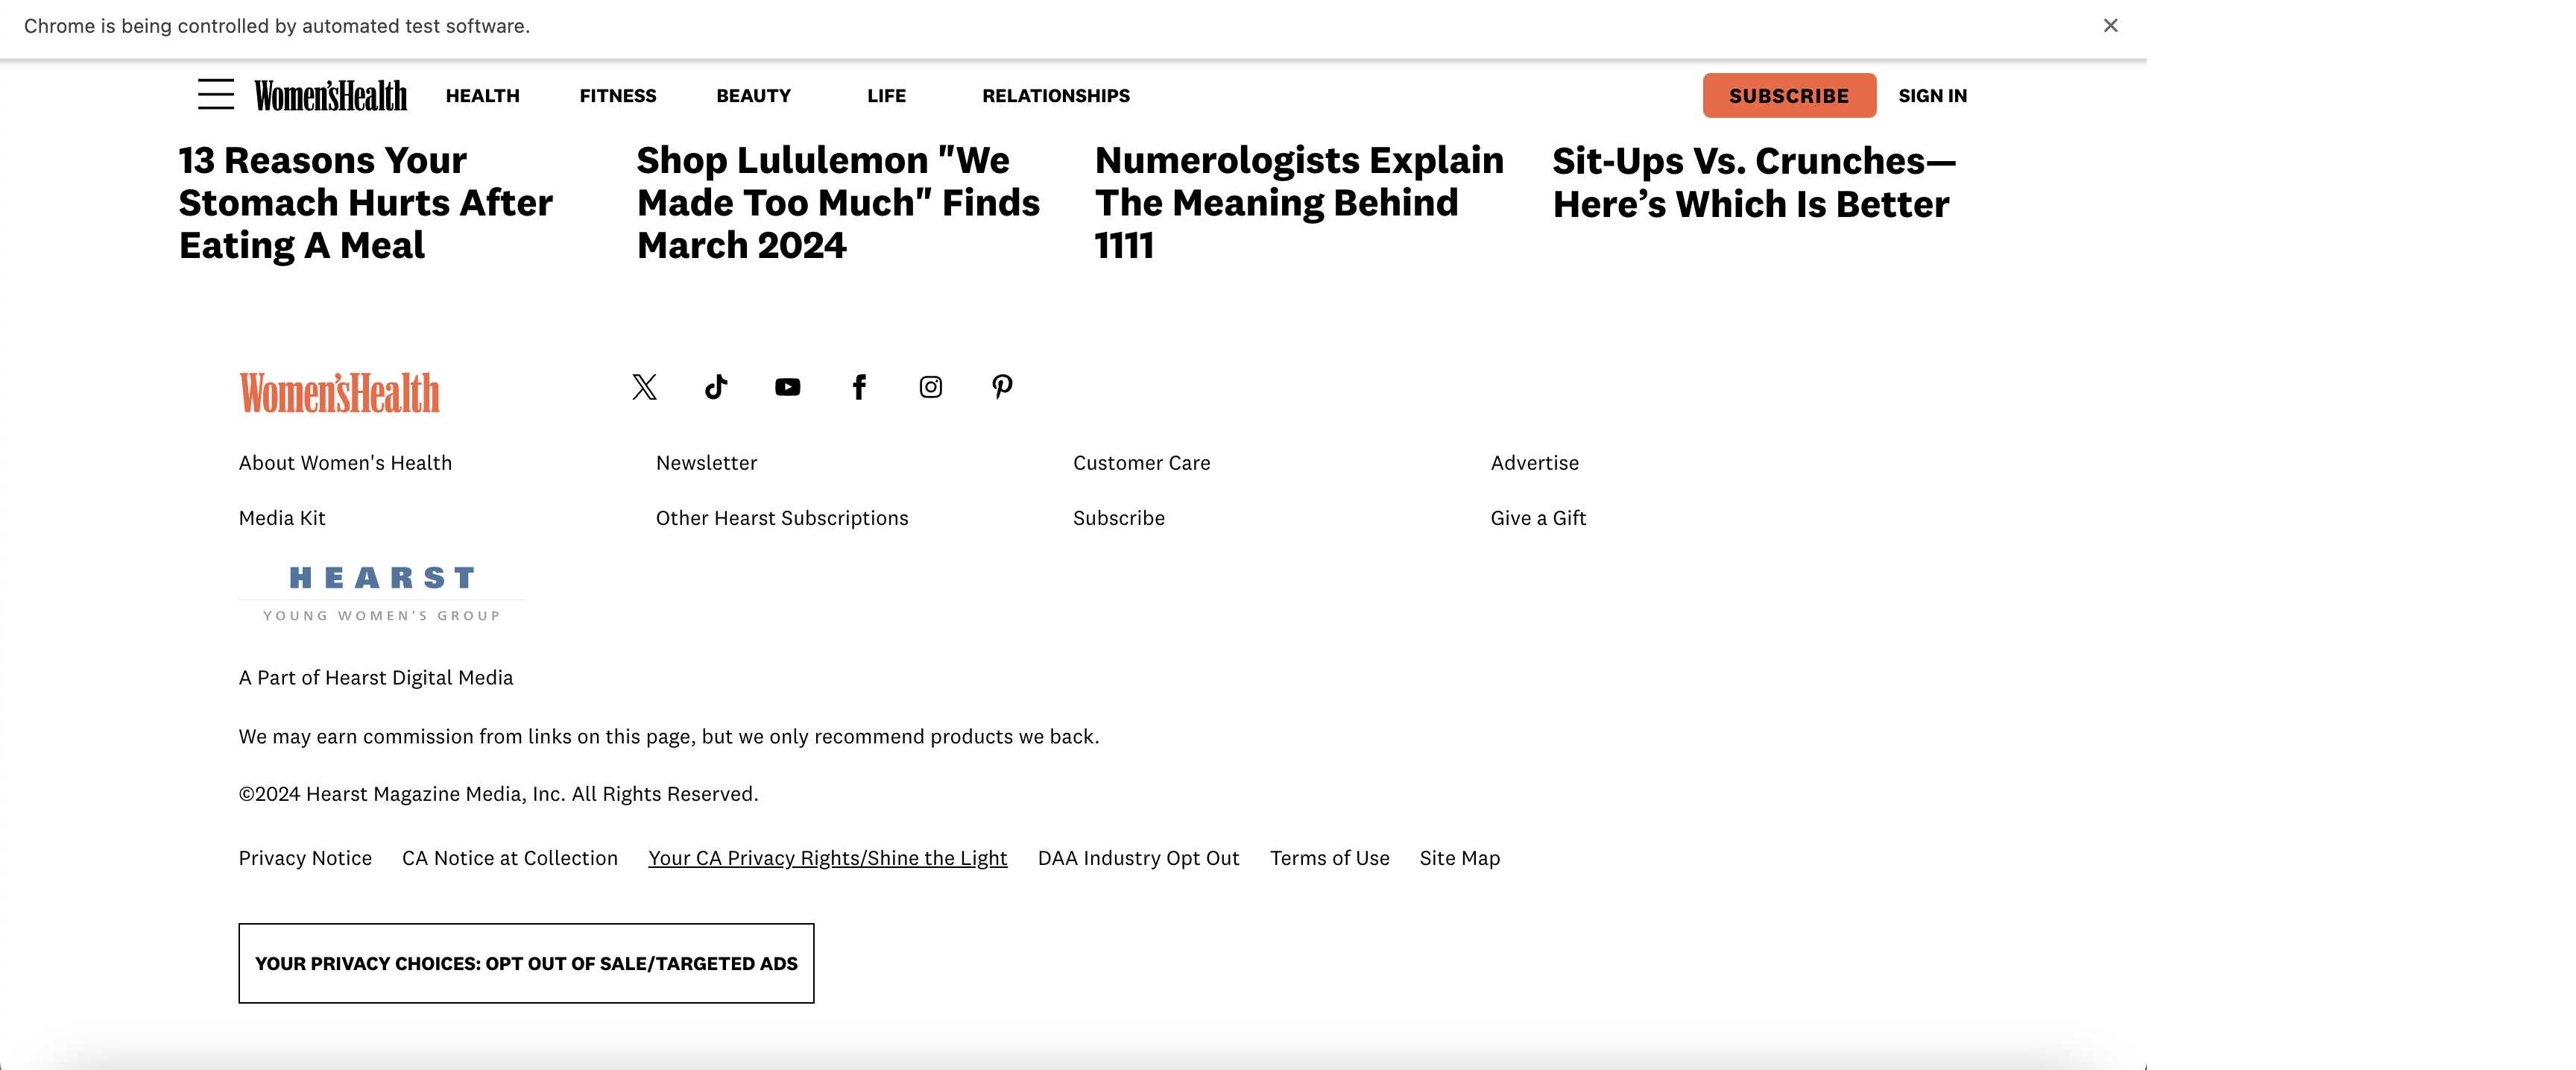 Chrome is being controlled by automated test software.
Women'sHealth HEALTH FITNESS BEAUTY LIFE RELATIONSHIPS SUBSCRIBE SIGN IN
13 Reasons Your
Stomach Hurts After
Eating A Meal
Shop Lululemon "We
Made Too Much" Finds
March 2024
Numerologists Explain
The Meaning Behind
1111
Sit-Ups Vs. Crunches—
Here’s Which Is Better
Women'sHealth
About Women's Health Newsletter Customer Care Advertise
Media Kit Other Hearst Subscriptions Subscribe Give a Gift
HEARST
YOUNG WOMEN'S GROUP
A Part of Hearst Digital Media
We may earn commission from links on this page, but we only recommend products we back.
©2024 Hearst Magazine Media, Inc. All Rights Reserved.
Privacy Notice CA Notice at Collection Your CA Privacy Rights/Shine the Light DAA Industry Opt Out Terms of Use Site Map
YOUR PRIVACY CHOICES: OPT OUT OF SALE/TARGETED ADS